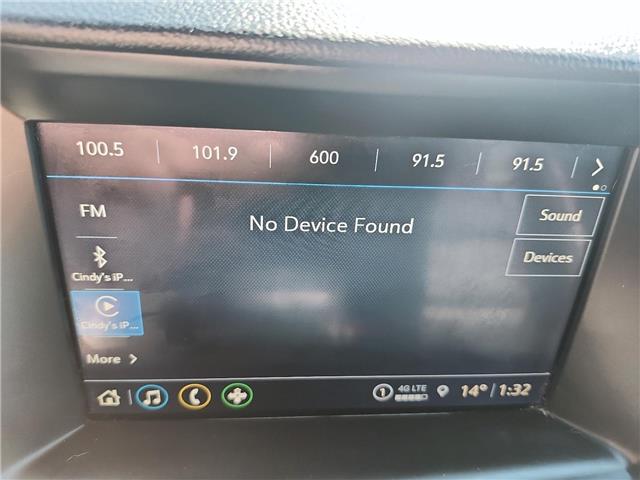 100.5 101.9 600 91.5 91.5
FM
No Device Found
Sound
Cindy's iP...
Devices
Cindy's iP...
More
1 4G LTE 14° 1:32